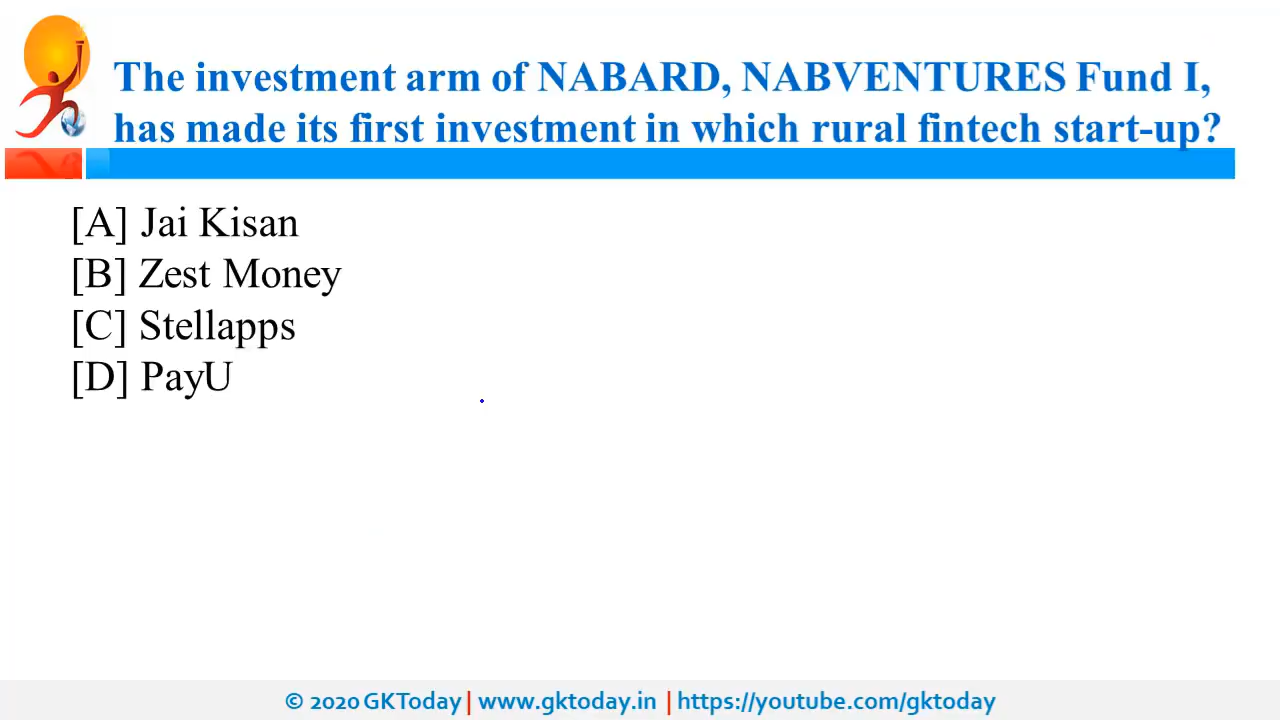 The investment arm of NABARD, NABVENTURES Fund I,
has made its first investment in which rural fintech start-up?
[A] Jai Kisan
[B] Zest Money
[C] Stellapps
[D] PayU
© 2020 GKToday | www.gktoday.in | https://youtube.com/gktoday